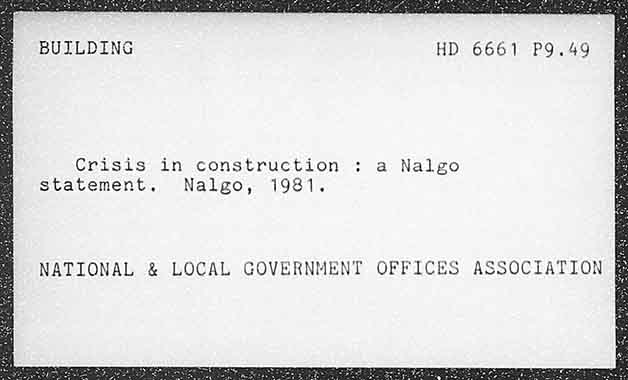 BUILDING HD 6661 P9.49
Crisis in construction : a Nalgo
statement. Nalgo, 1981.
NATIONAL & LOCAL GOVERNMENT OFFICES ASSOCIATION